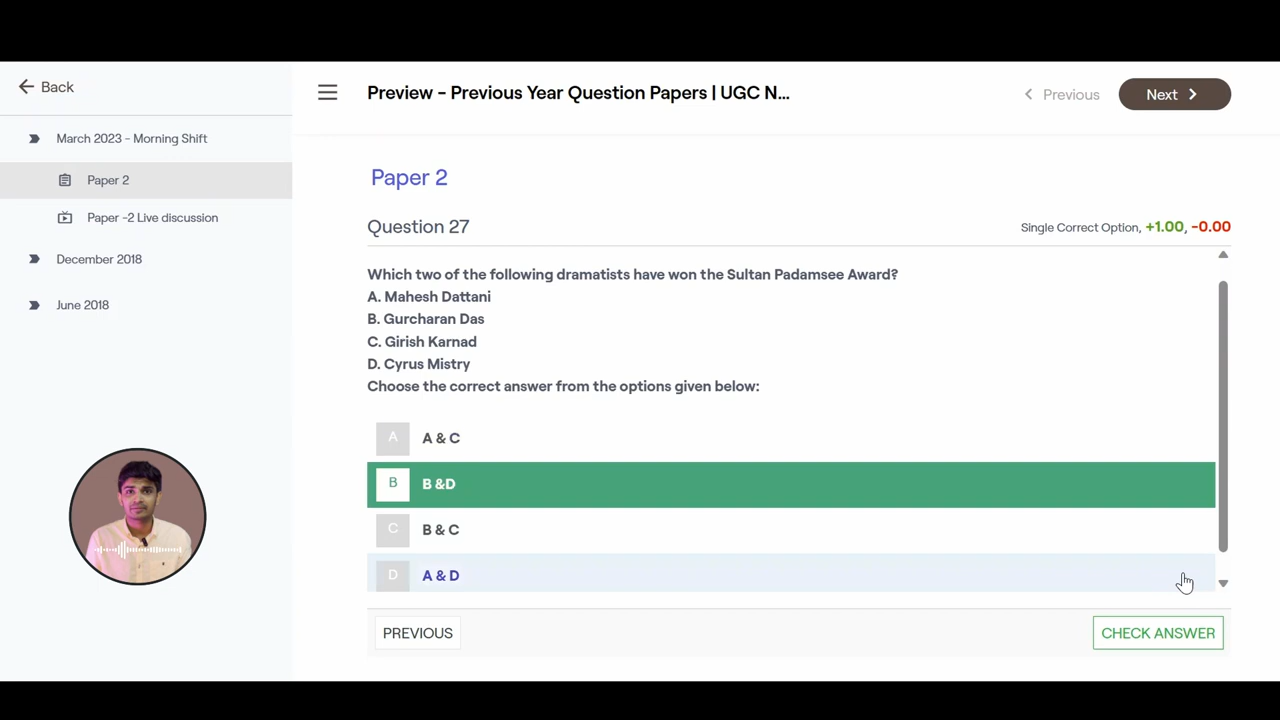 Back
Preview - Previous Year Question Papers | UGC N...
Previous
Next
March 2023 - Morning Shift
Paper 2
Paper -2 Live discussion
December 2018
June 2018
Paper 2
Question 27
Single Correct Option, +1.00, -0.00
Which two of the following dramatists have won the Sultan Padamsee Award?
A. Mahesh Dattani
B. Gurcharan Das
C. Girish Karnad
D. Cyrus Mistry
Choose the correct answer from the options given below:
A A & C
B B &D
C B & C
D A & D
PREVIOUS
CHECK ANSWER